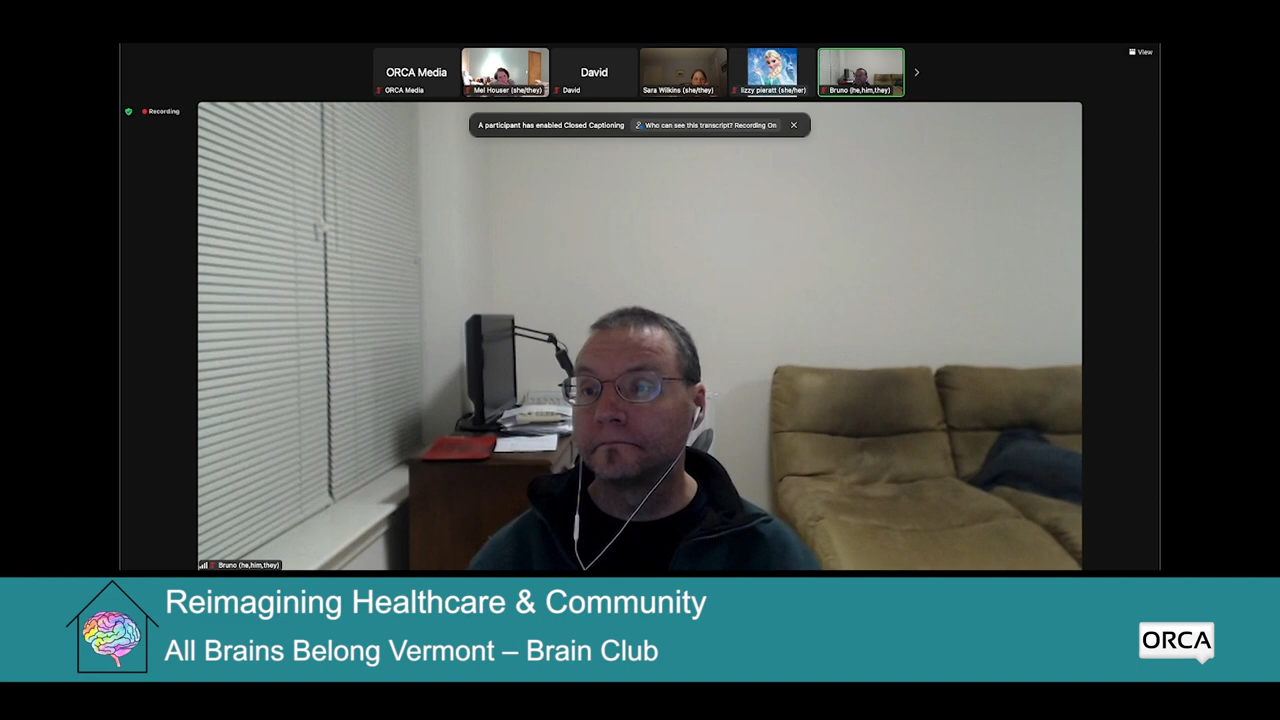 View
ORCA Media
David
ORCA Media
Mel Houser (she/they)
David
Sara Wilkins (she/they)
lizzy pieratt (she/her)
Bruno (he,him,they)
Recording
A participant has enabled Closed Captioning
Who can see this transcript? Recording On
Bruno (he,him,they)
Reimagining Healthcare & Community
All Brains Belong Vermont – Brain Club
ORCA